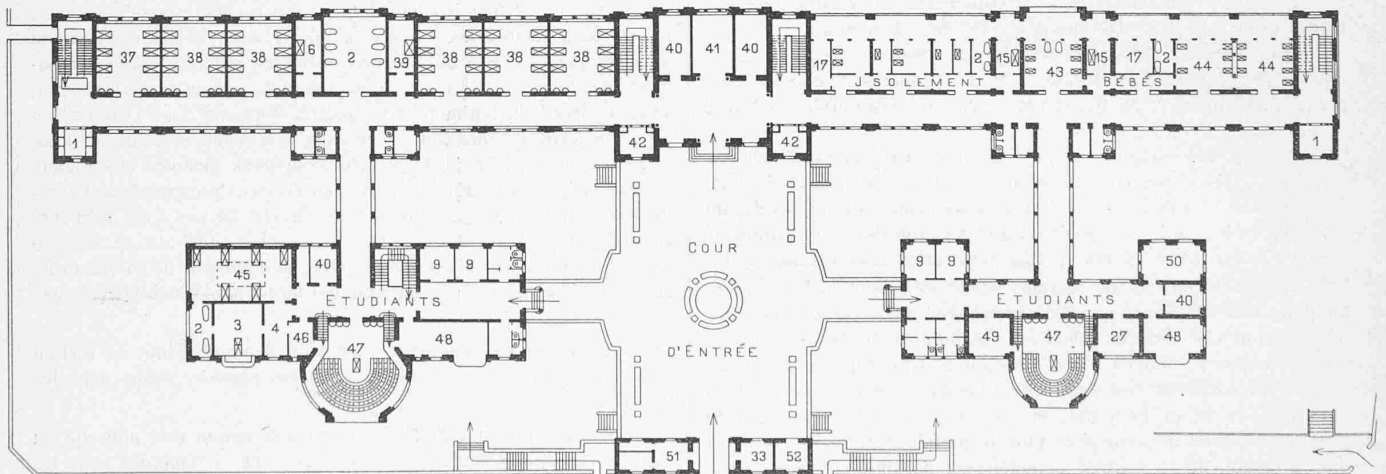 37 38 38 6 2 39 38 38 38 40 41 40 17 2 15 43 15 17 2 44 44
JSOLEMENT BÉBÉS
1 42 42 1
COUR
45 40 9 9 9 9 50
ETUDIANTS ETUDIANTS 40
2 3 4 46 47 48 49 47 27 48
D'ENTRÉE
51 33 52